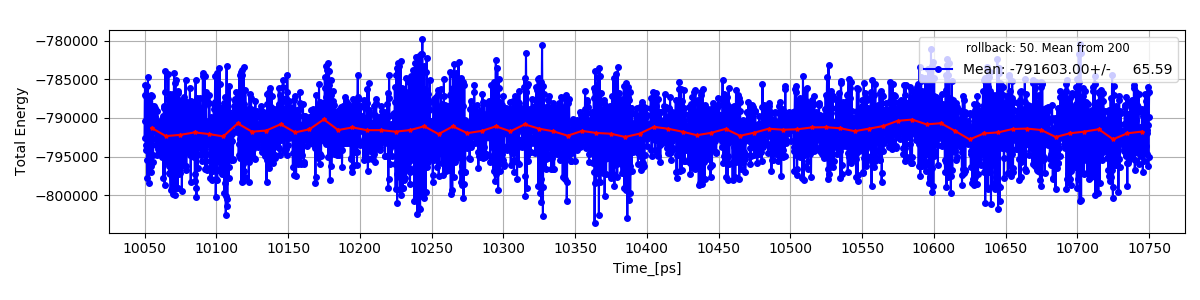 rollback: 50. Mean from 200
Mean: -791603.00+/- 65.59
Total Energy
−780000
−785000
−790000
−795000
−800000
10050 10100 10150 10200 10250 10300 10350 10400 10450 10500 10550 10600 10650 10700 10750
Time_[ps]